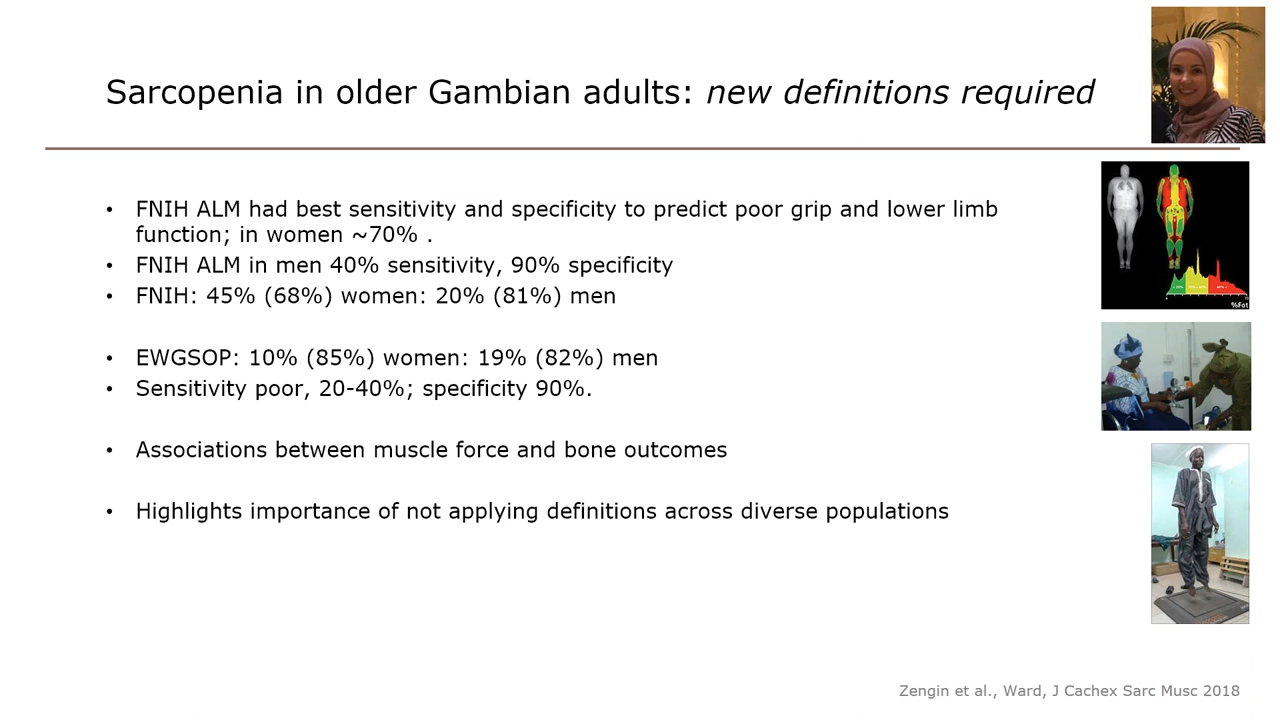 Sarcopenia in older Gambian adults: new definitions required
• FNIH ALM had best sensitivity and specificity to predict poor grip and lower limb
function; in women ~70% .
• FNIH ALM in men 40% sensitivity, 90% specificity
• FNIH: 45% (68%) women: 20% (81%) men
• EWGSOP: 10% (85%) women: 19% (82%) men
• Sensitivity poor, 20-40%; specificity 90%.
• Associations between muscle force and bone outcomes
• Highlights importance of not applying definitions across diverse populations
%Fat
Zengin et al., Ward, J Cachex Sarc Musc 2018